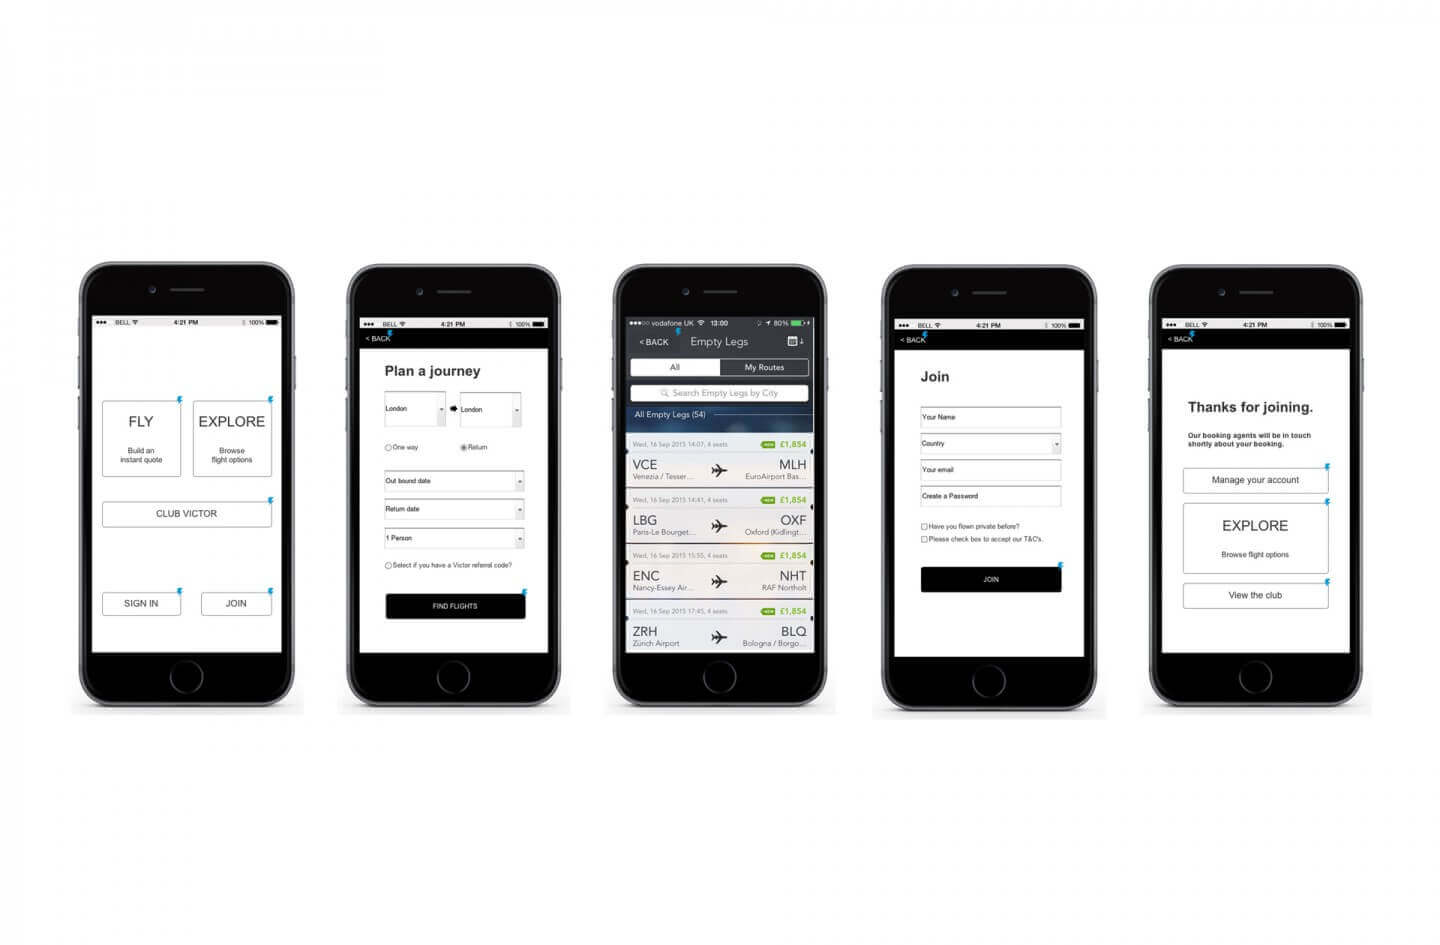 BELL 4:21 PM 100%
FLY
Build an
instant quote
EXPLORE
Browse
flight options
CLUB VICTOR
SIGN IN
JOIN
BELL 4:21 PM 100%
< BACK
Plan a journey
London
London
One way
Return
Out bound date
Return date
1 Person
Select if you have a Victor referral code?
FIND FLIGHTS
vodafone UK 13:00 80%
< BACK
Empty Legs
All
My Routes
Search Empty Legs by City
All Empty Legs (54)
Wed, 16 Sep 2015 14:07, 4 seats NEW £1,854
VCE MLH
Venezia / Tesser... EuroAirport Bas...
Wed, 16 Sep 2015 14:41, 4 seats NEW £1,854
LBG OXF
Paris-Le Bourget... Oxford (Kidlingt...
Wed, 16 Sep 2015 15:55, 4 seats NEW £1,854
ENC NHT
Nancy-Essey Air... RAF Northolt
Wed, 16 Sep 2015 17:45, 4 seats NEW £1,854
ZRH BLQ
Zürich Airport Bologna / Borgo...
BELL 4:21 PM 100%
< BACK
Join
Your Name
Country
Your email
Create a Password
Have you flown private before?
Please check box to accept our T&C's.
JOIN
BELL 4:21 PM 100%
< BACK
Thanks for joining.
Our booking agents will be in touch
shortly about your booking.
Manage your account
EXPLORE
Browse flight options
View the club